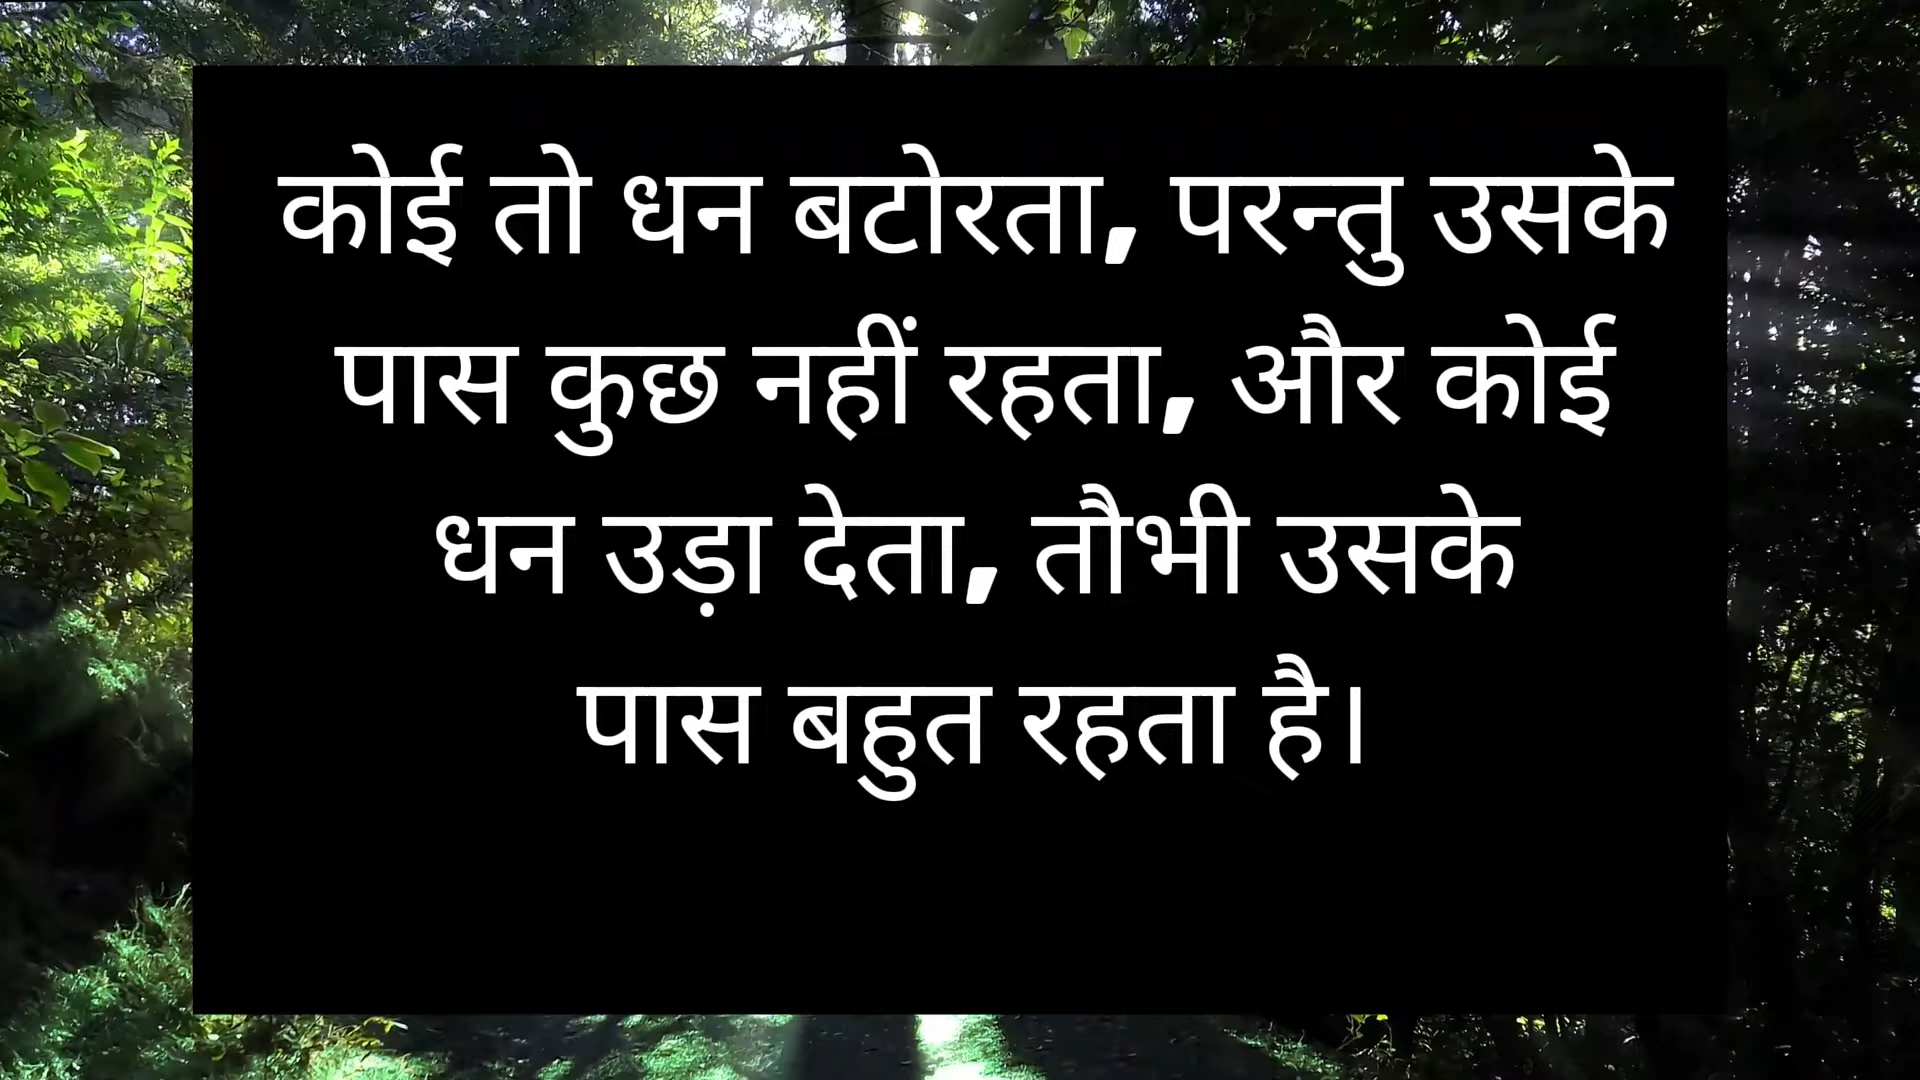 कोई तो धन बटोरता, परन्तु उसके
पास कुछ नहीं रहता, और कोई
धन उड़ा देता, तौभी उसके
पास बहुत रहता है।